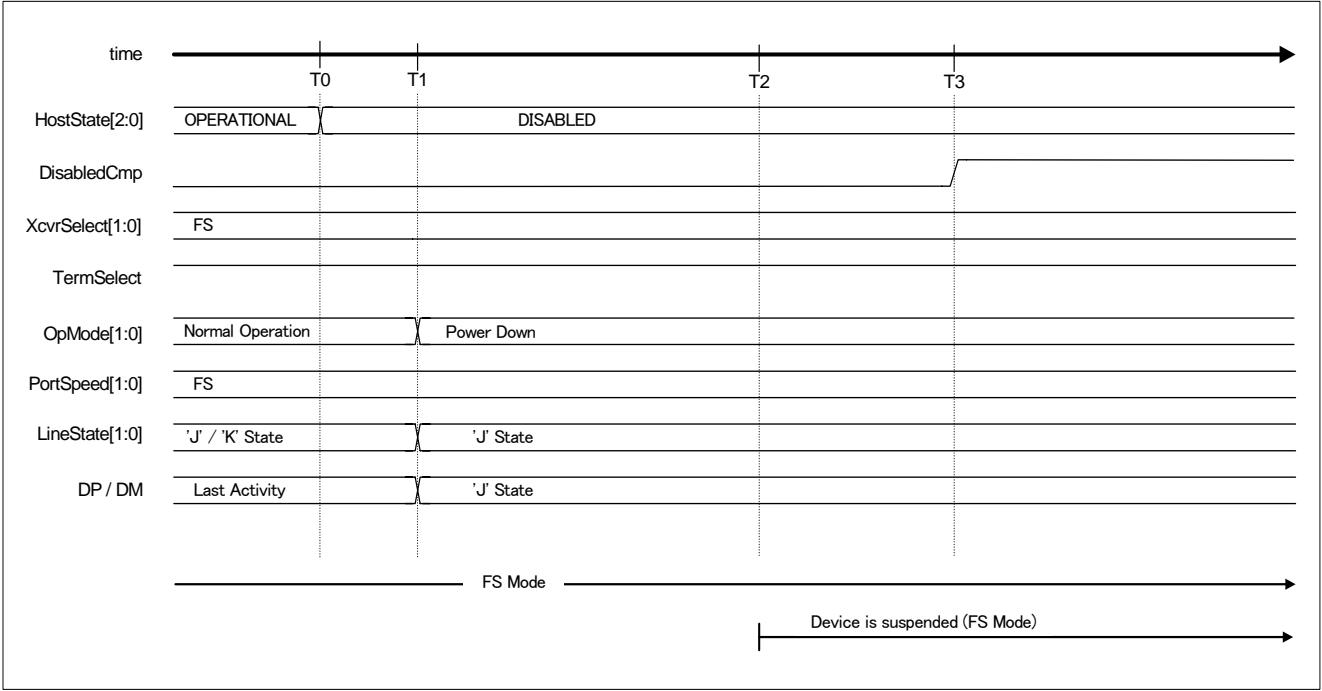 time
T0 T1 T2 T3
HostState[2:0] OPERATIONAL DISABLED
DisabledCmp
XcvrSelect[1:0] FS
TermSelect
OpMode[1:0] Normal Operation Power Down
PortSpeed[1:0] FS
LineState[1:0] 'J' / 'K' State 'J' State
DP / DM Last Activity 'J' State
FS Mode
Device is suspended (FS Mode)